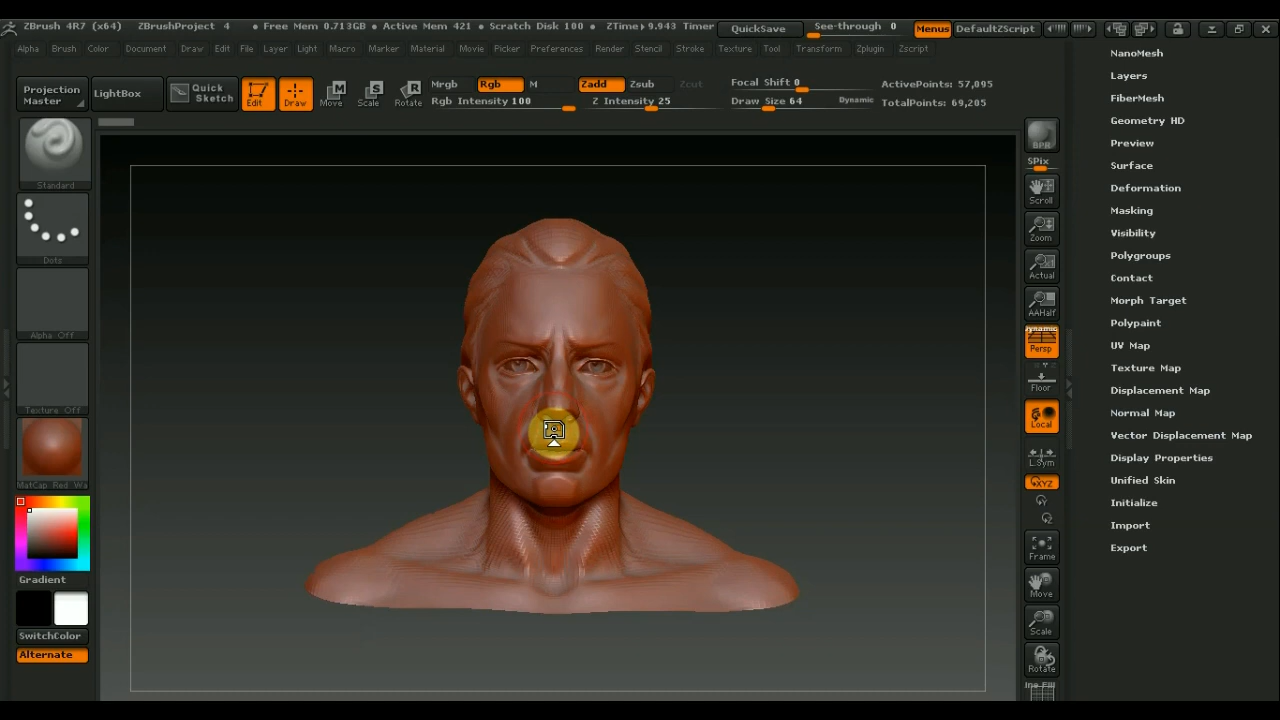 ZBrush 4R7 (x64) ZBrushProject 4 • Free Mem 0.713GB • Active Mem 421 • Scratch Disk 100 • ZTime▸9.943 Timer QuickSave See-through 0 Menus DefaultZScript
Alpha Brush Color Document Draw Edit File Layer Light Macro Marker Material Movie Picker Preferences Render Stencil Stroke Texture Tool Transform Zplugin Zscript
Projection Master
LightBox
Quick Sketch
Edit Draw Move Scale Rotate
Mrgb Rgb M Zadd Zsub Zcut
Rgb Intensity 100 Z Intensity 25
Focal Shift 0
Draw Size 64 Dynamic
ActivePoints: 57,095
TotalPoints: 69,205
Standard
Dots
Alpha Off
Texture Off
MatCap Red Wa
Gradient
SwitchColor
Alternate
BPR
SPix
Scroll
Zoom
Actual
AAHalf
Dynamic
Persp
Floor
Local
L.Sym
XYZ
Frame
Move
Scale
Rotate
NanoMesh
Layers
FiberMesh
Geometry HD
Preview
Surface
Deformation
Masking
Visibility
Polygroups
Contact
Morph Target
Polypaint
UV Map
Texture Map
Displacement Map
Normal Map
Vector Displacement Map
Display Properties
Unified Skin
Initialize
Import
Export